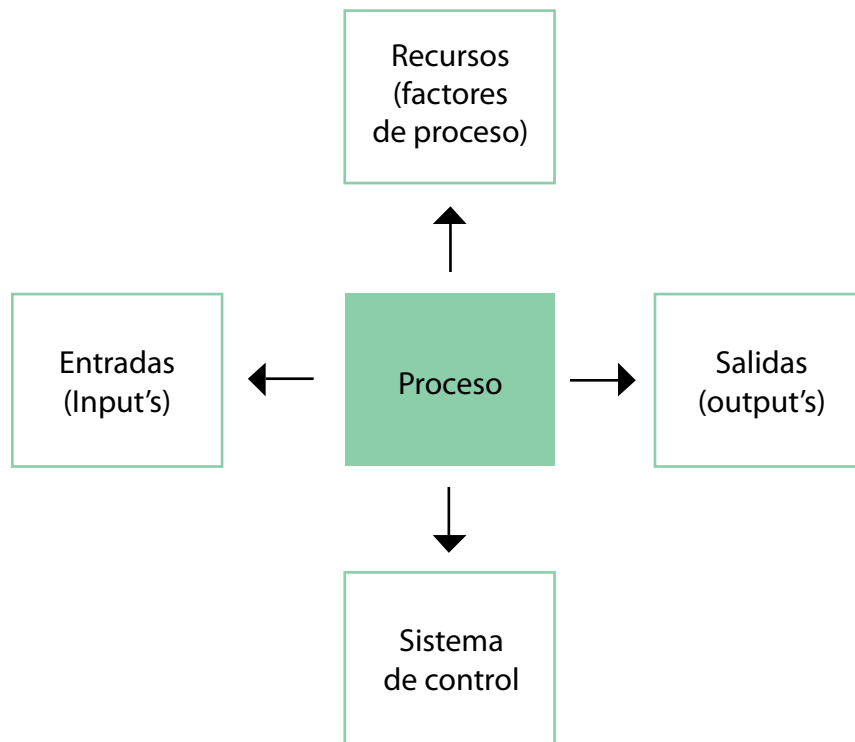 Recursos
(factores
de proceso)
Entradas
(Input’s)
Proceso
Salidas
(output’s)
Sistema
de control